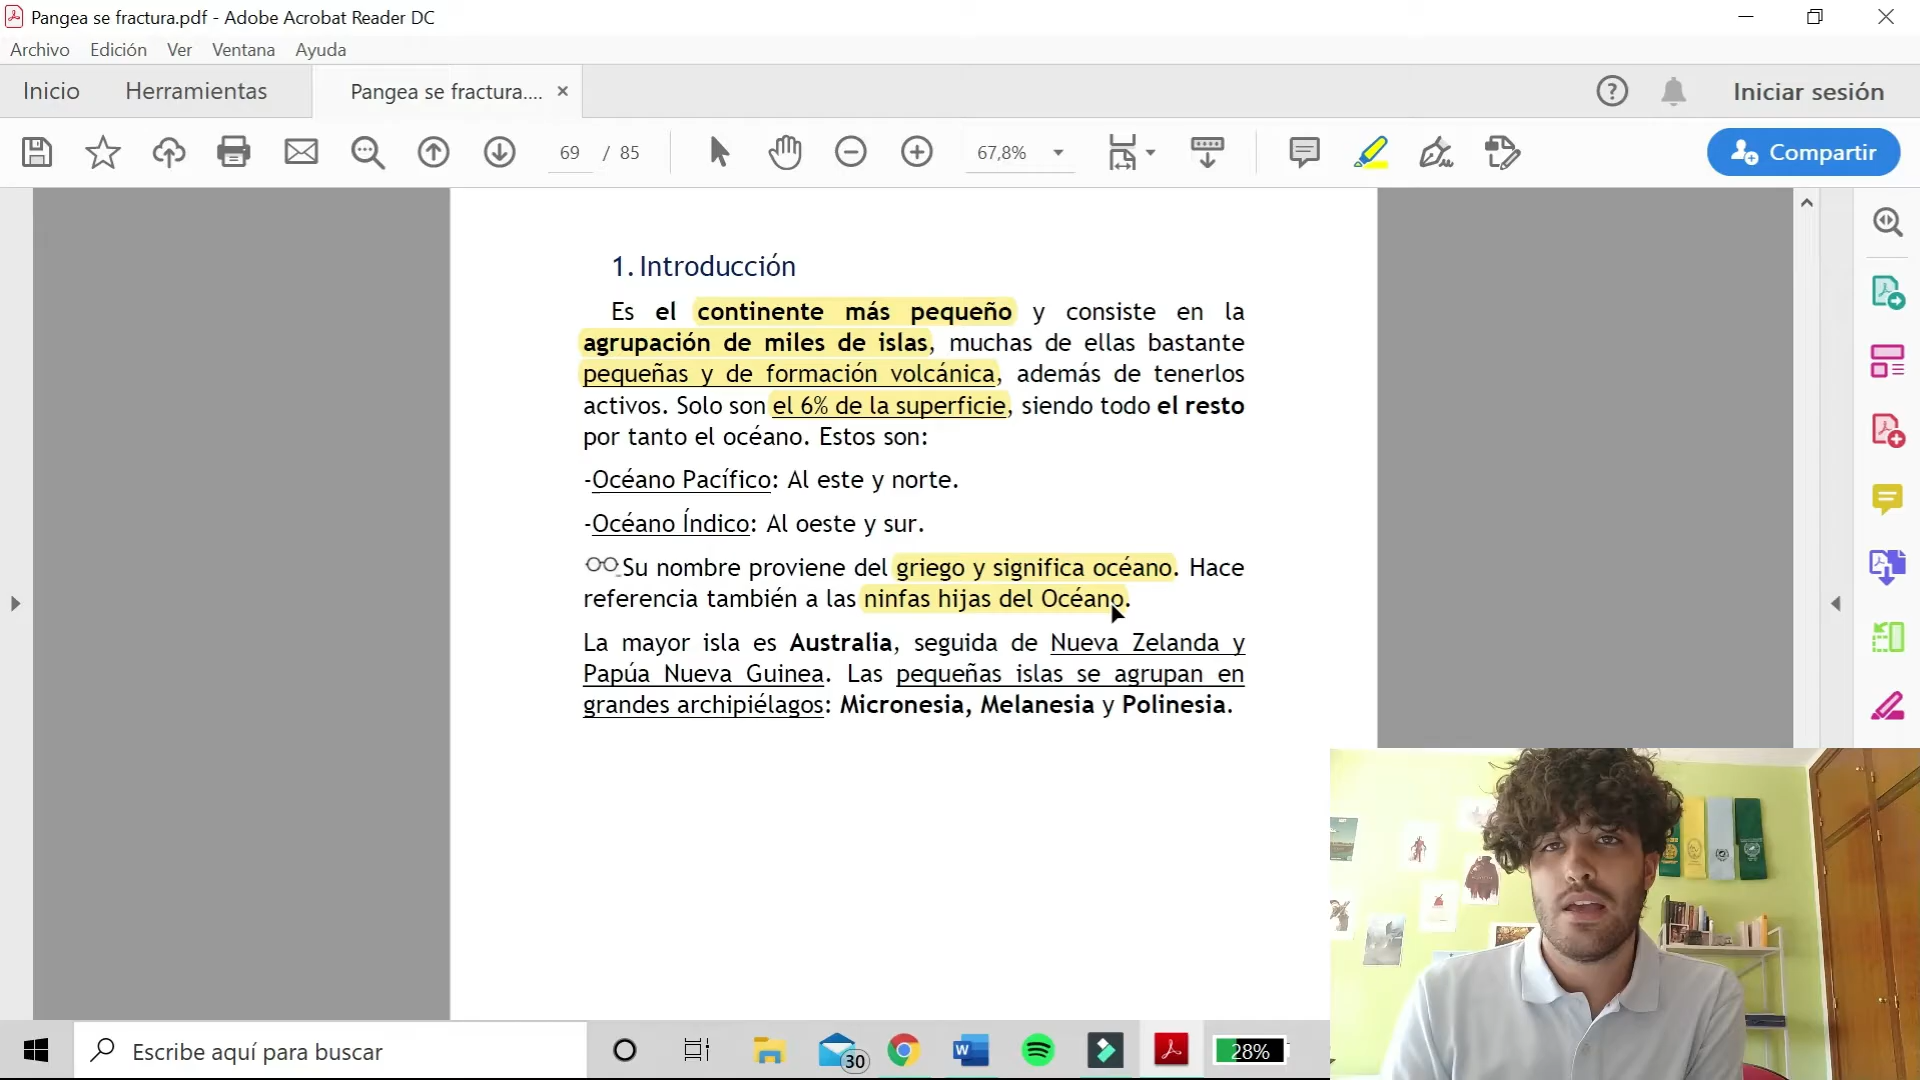 Pangea se fractura.pdf - Adobe Acrobat Reader DC
Archivo Edición Ver Ventana Ayuda
Inicio Herramientas Pangea se fractura.... × Iniciar sesión
69 / 85 67,8% Compartir
1. Introducción
Es el continente más pequeño y consiste en la
agrupación de miles de islas, muchas de ellas bastante
pequeñas y de formación volcánica, además de tenerlos
activos. Solo son el 6% de la superficie, siendo todo el resto
por tanto el océano. Estos son:
-Océano Pacífico: Al este y norte.
-Océano Índico: Al oeste y sur.
Su nombre proviene del griego y significa océano. Hace
referencia también a las ninfas hijas del Océano.
La mayor isla es Australia, seguida de Nueva Zelanda y
Papúa Nueva Guinea. Las pequeñas islas se agrupan en
grandes archipiélagos: Micronesia, Melanesia y Polinesia.
Escribe aquí para buscar 30 28%